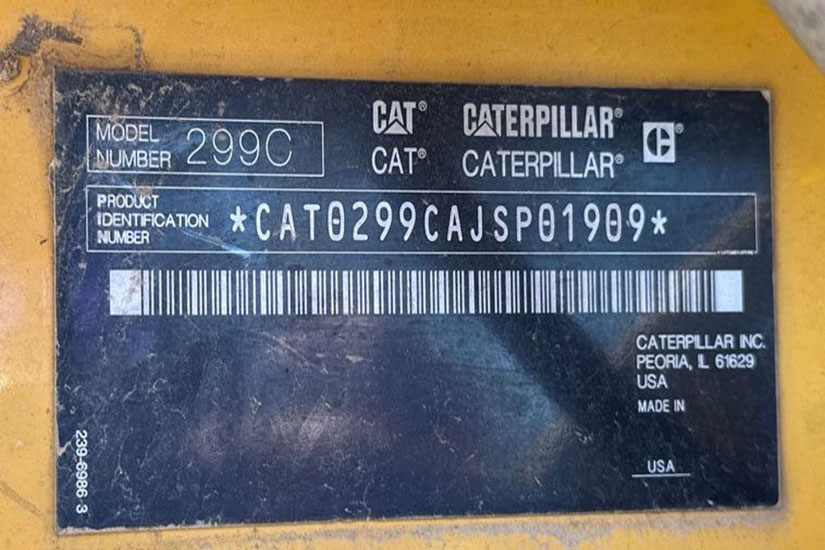 MODEL
NUMBER 299C
CAT® CATERPILLAR®
CAT® CATERPILLAR®
PRODUCT
IDENTIFICATION
NUMBER
*CAT0299CAJSP01909*
CATERPILLAR INC.
PEORIA, IL 61629
USA
MADE IN
USA
239-6986 3